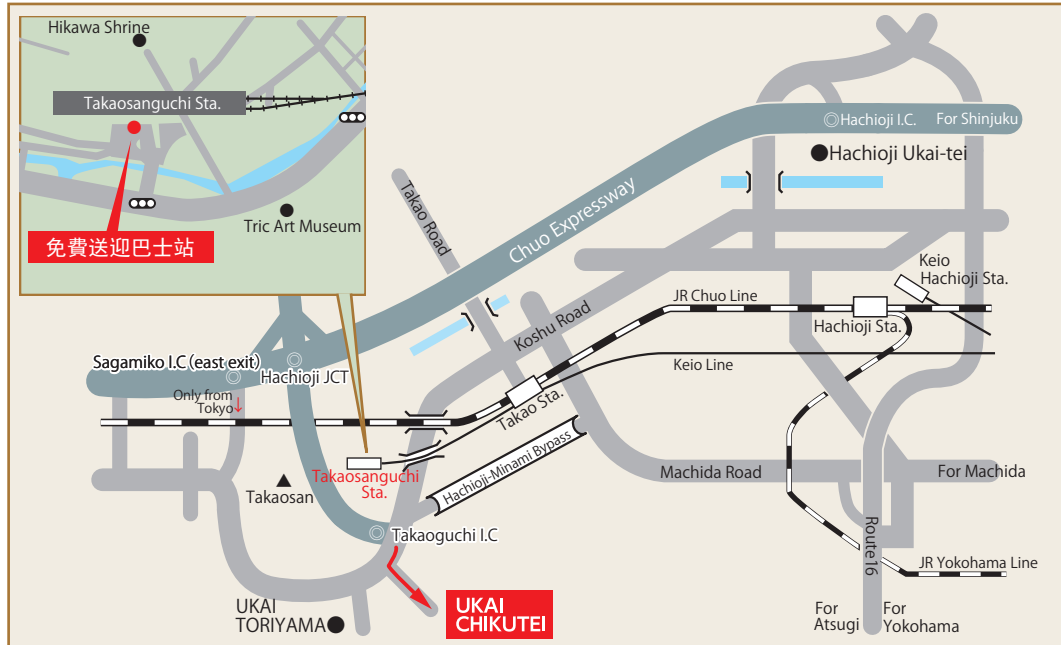 Hikawa Shrine
Takaosanguchi Sta.
Tric Art Museum
免費送迎巴士站
Takao Road
Chuo Expressway
Hachioji I.C.
For Shinjuku
Hachioji Ukai-tei
Keio
Hachioji Sta.
JR Chuo Line
Hachioji Sta.
Koshu Road
Keio Line
Sagamiko I.C (east exit)
Hachioji JCT
Only from
Tokyo↓
Takao Sta.
Hachioji-Minami Bypass
Takaosanguchi
Sta.
Takaosan
Machida Road
For Machida
Takaoguchi I.C
Route16
JR Yokohama Line
UKAI
TORIYAMA
UKAI
CHIKUTEI
For
Atsugi
For
Yokohama